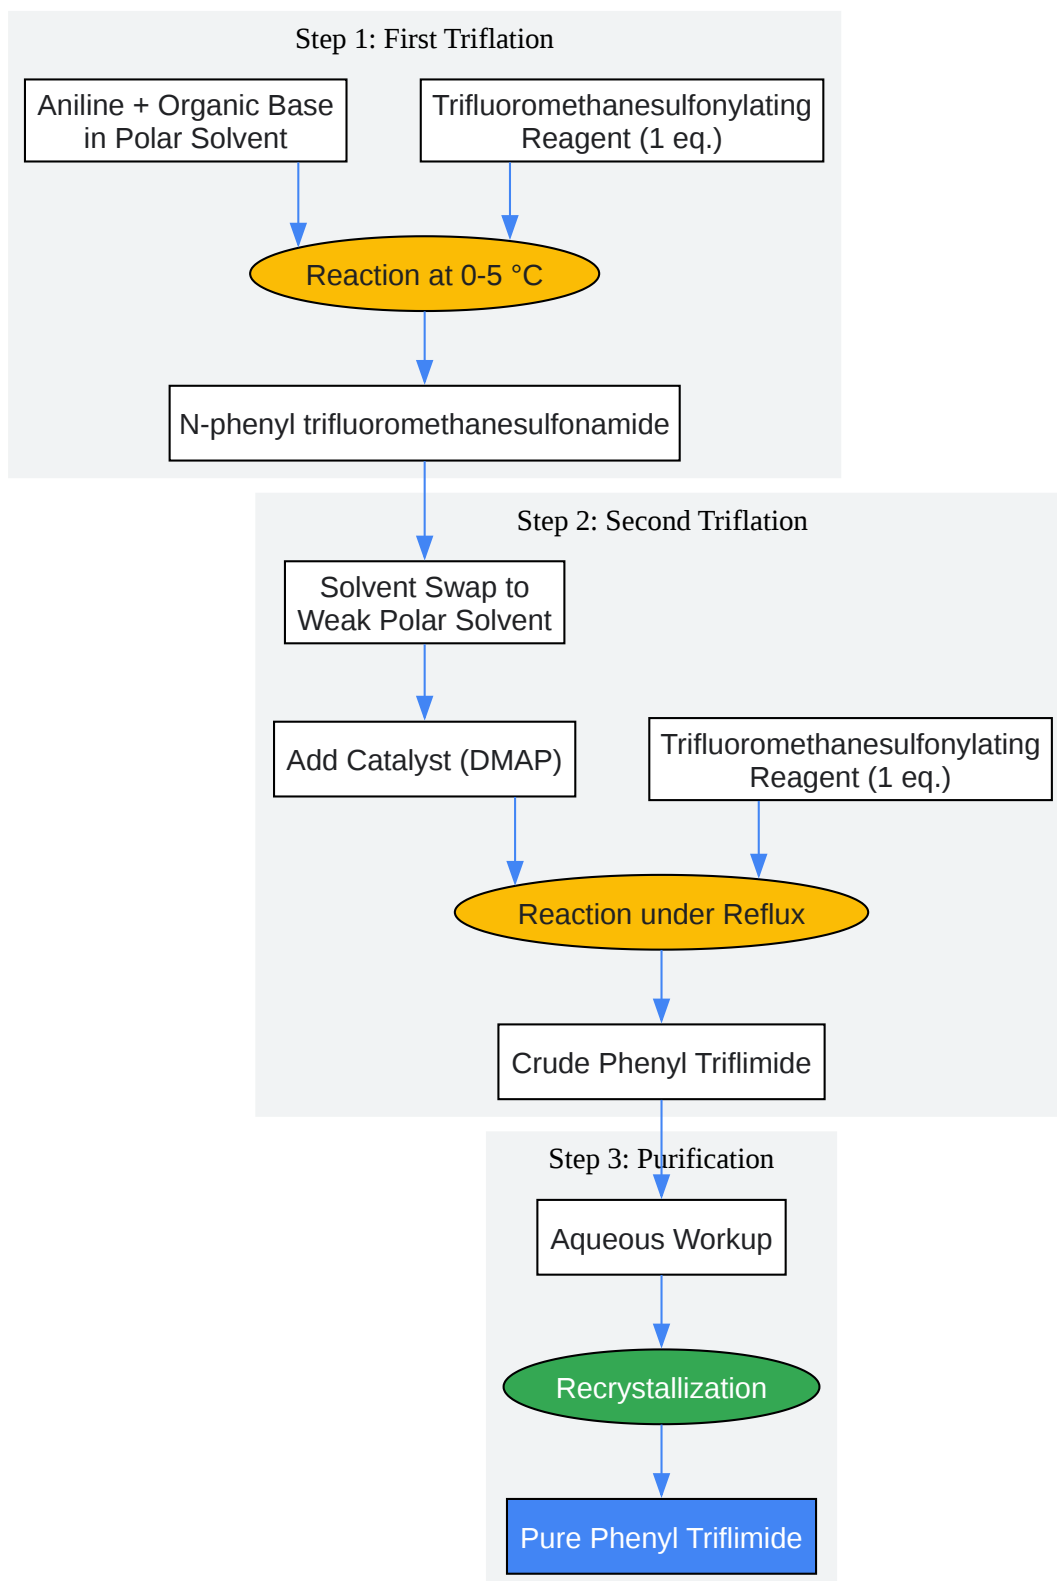 Step 1: First Triflation
Aniline + Organic Base
in Polar Solvent
Trifluoromethanesulfonylating
Reagent (1 eq.)
Reaction at 0-5 °C
N-phenyl trifluoromethanesulfonamide
Step 2: Second Triflation
Solvent Swap to
Weak Polar Solvent
Add Catalyst (DMAP)
Trifluoromethanesulfonylating
Reagent (1 eq.)
Reaction under Reflux
Crude Phenyl Triflimide
Step 3: Purification
Aqueous Workup
Recrystallization
Pure Phenyl Triflimide